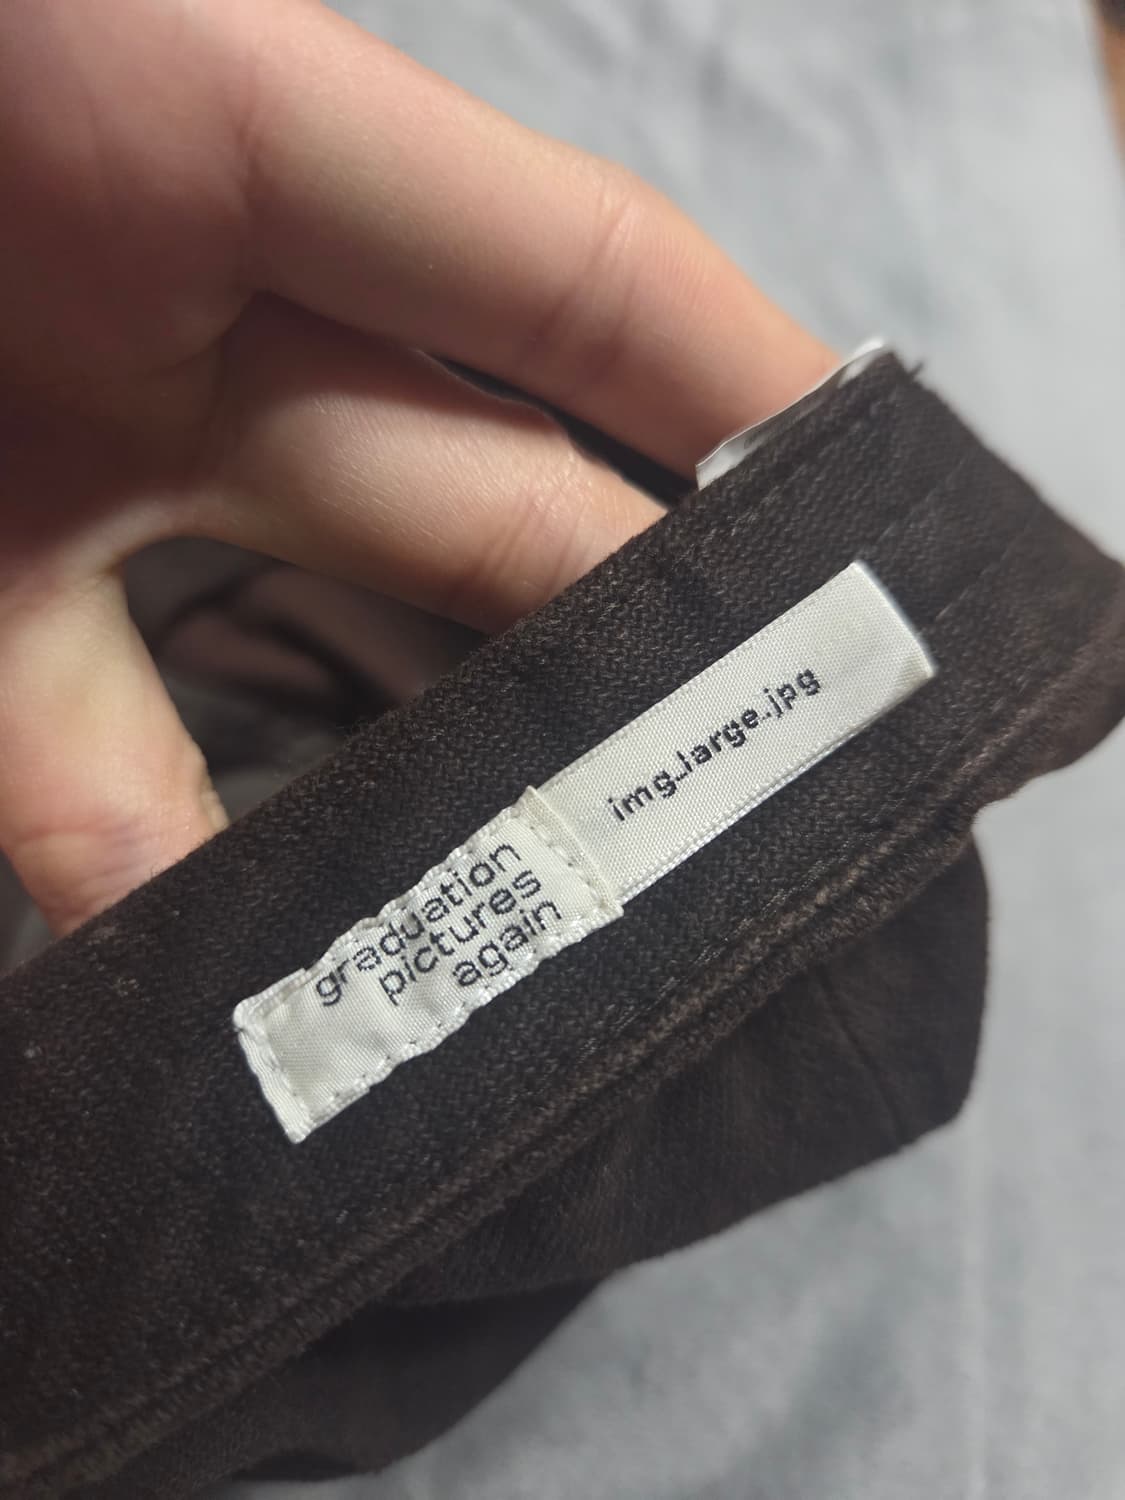 graduation
pictures
again
img_large.jpg